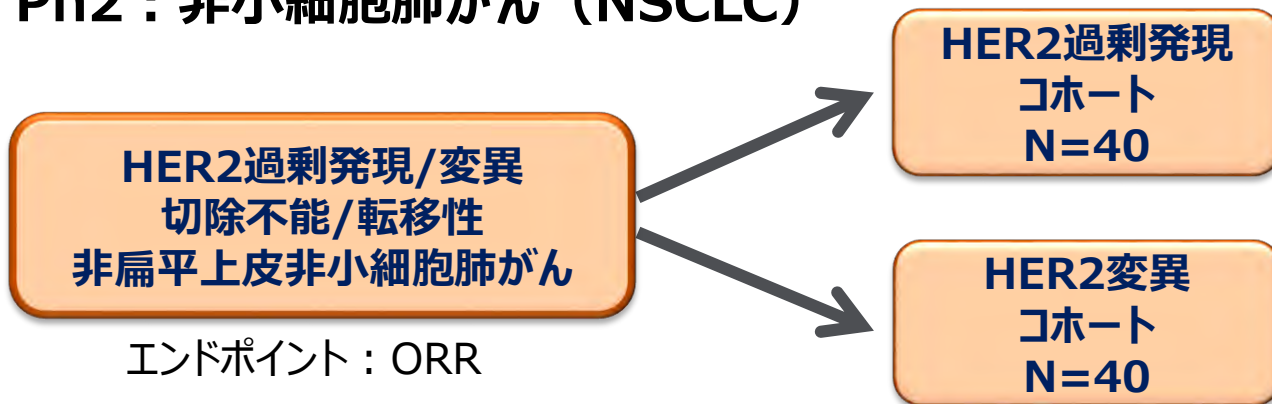 Ph2：非小細胞肺がん（NSCLC）
HER2過剰発現/変異
切除不能/転移性
非扁平上皮非小細胞肺がん
エンドポイント：ORR
HER2過剰発現
コホート
N=40
HER2変異
コホート
N=40